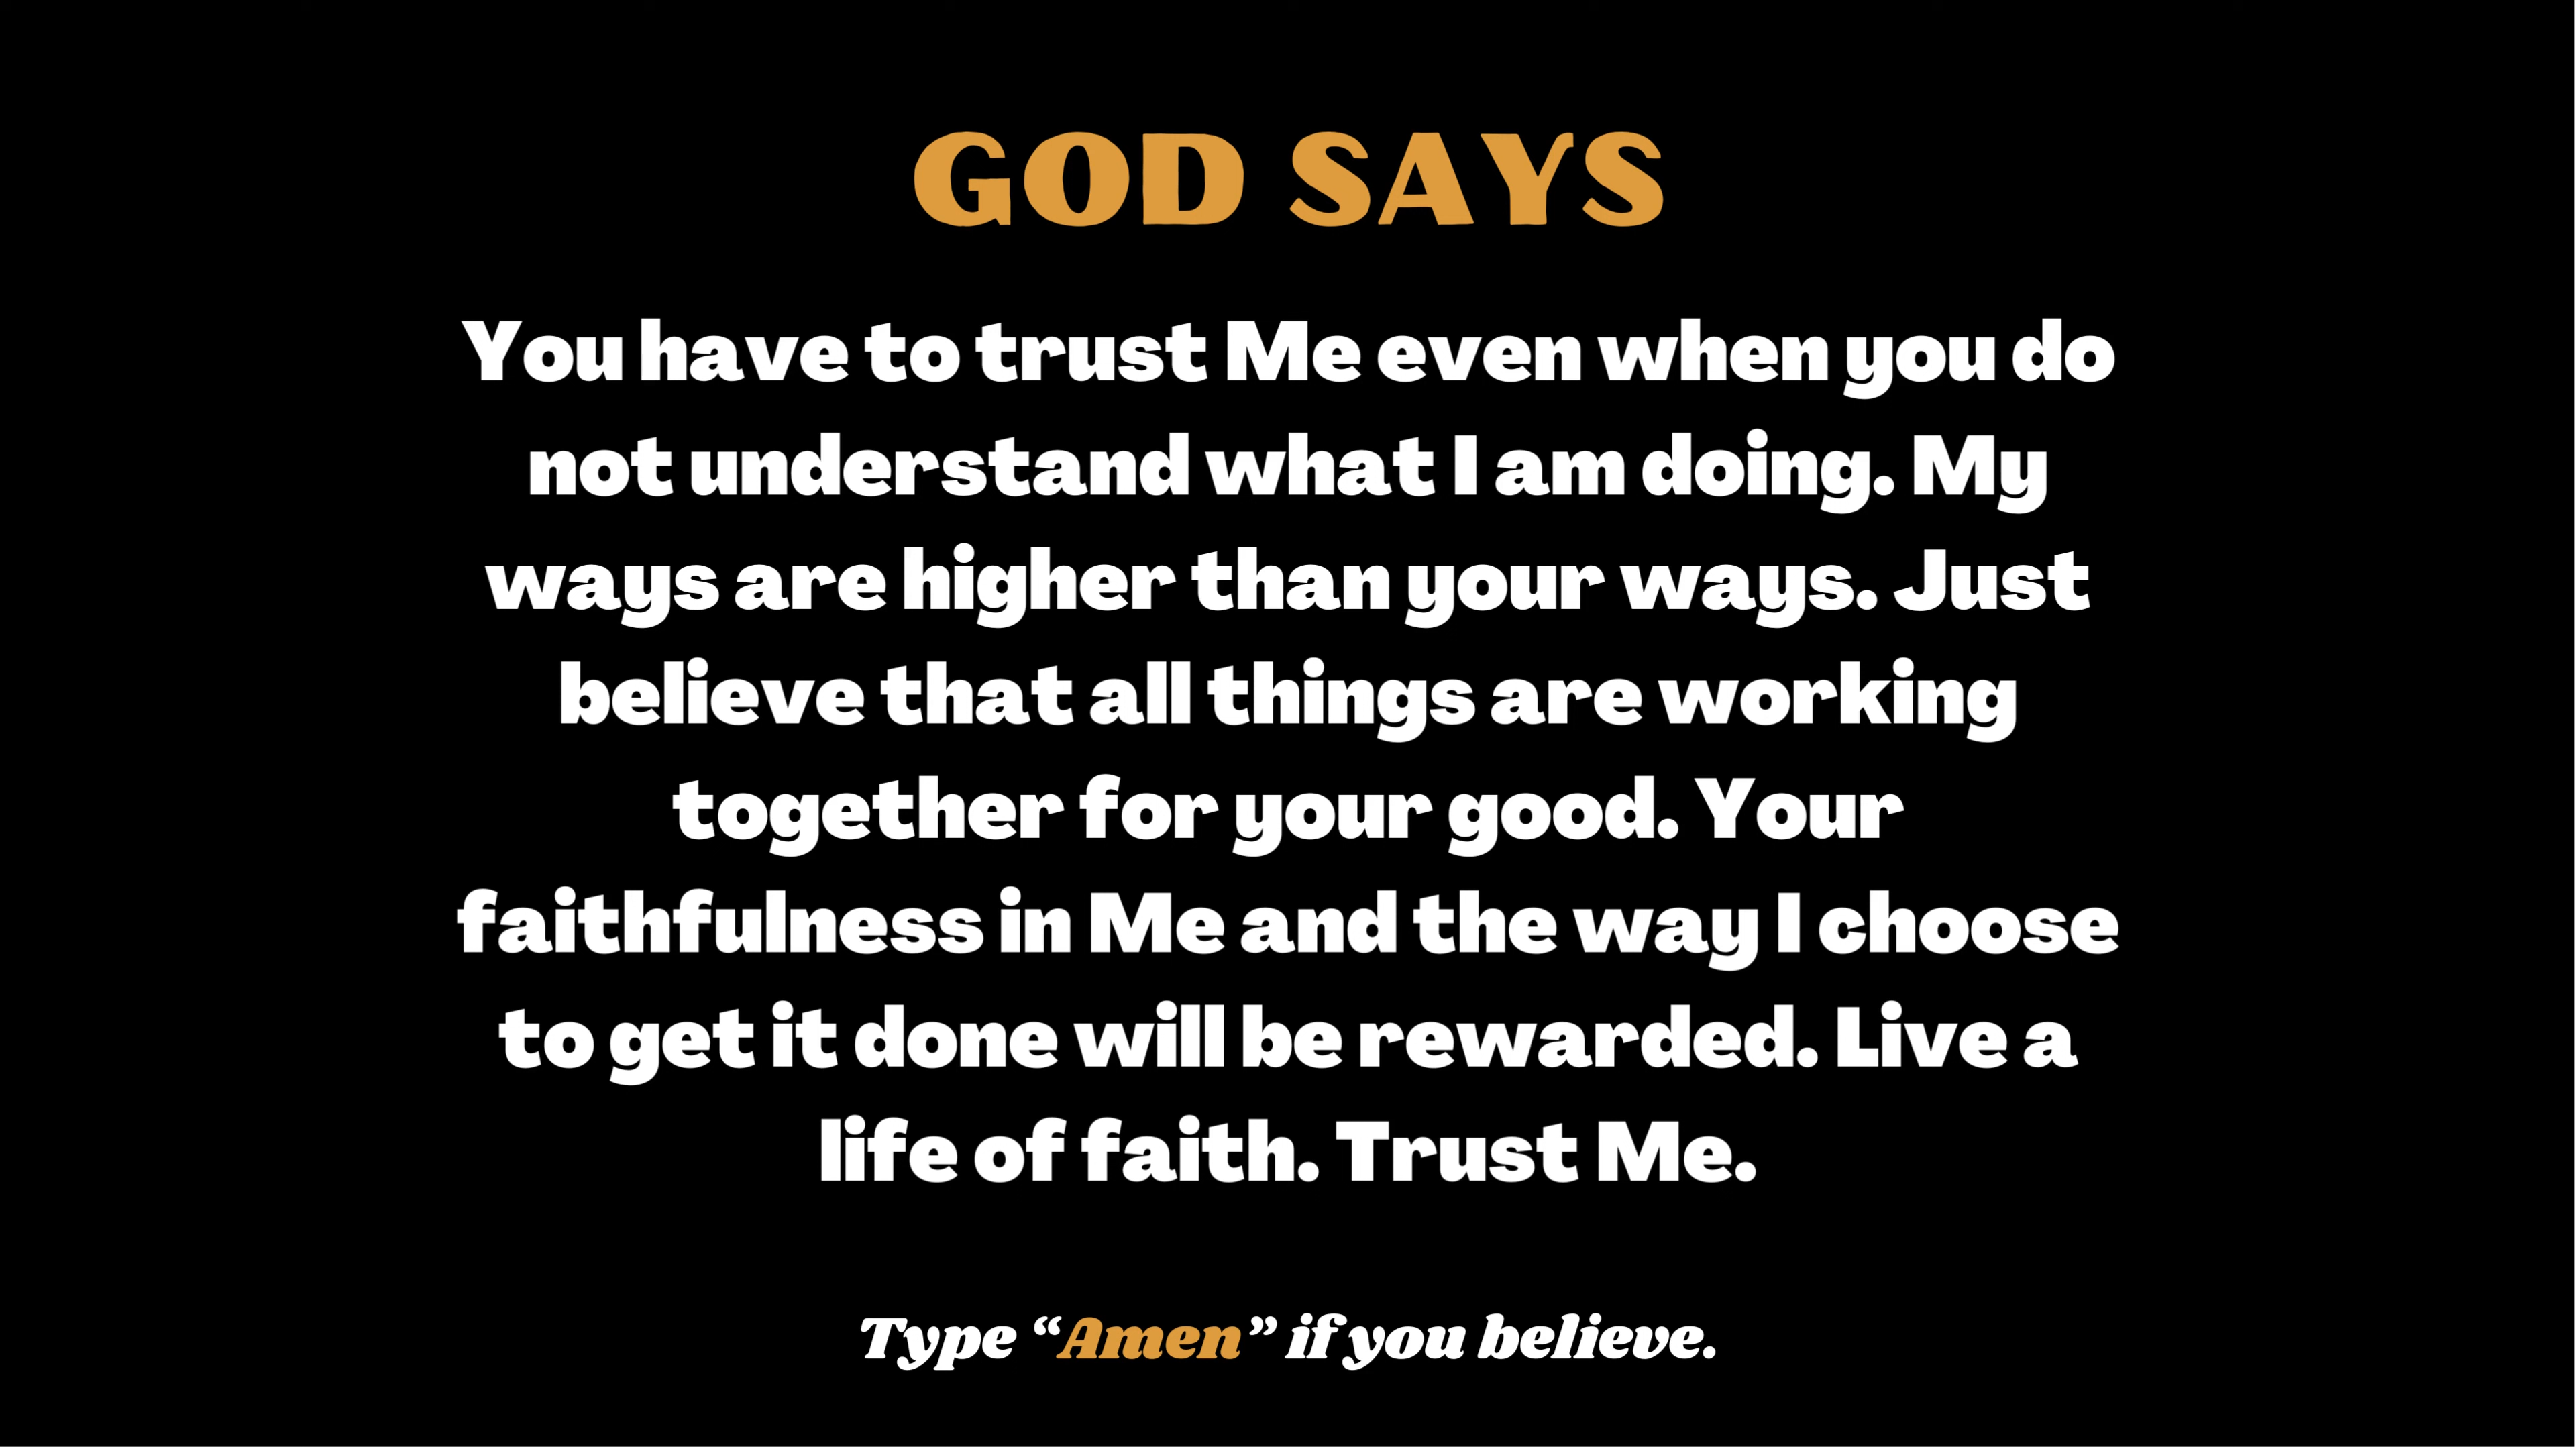 GOD SAYS
You have to trust Me even when you do
not understand what I am doing. My
ways are higher than your ways. Just
believe that all things are working
together for your good. Your
faithfulness in Me and the way I choose
to get it done will be rewarded. Live a
life of faith. Trust Me.
Type “Amen” if you believe.